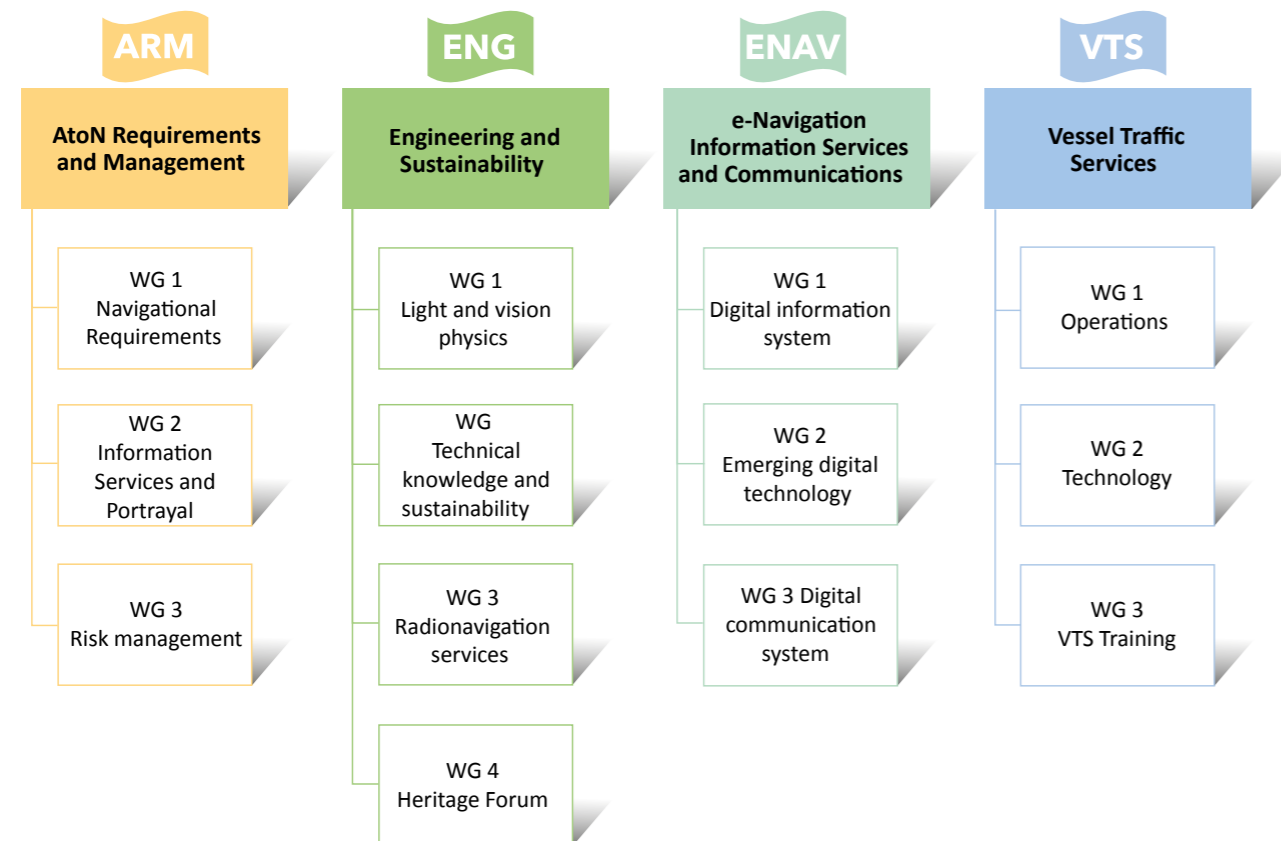 ARM
AtoN Requirements
and Management
WG 1
Navigational
Requirements
WG 2
Information
Services and
Portrayal
WG 3
Risk management
ENG
Engineering and
Sustainability
WG 1
Light and vision
physics
WG
Technical
knowledge and
sustainability
WG 3
Radionavigation
services
WG 4
Heritage Forum
ENAV
e-Navigation
Information Services
and Communications
WG 1
Digital information
system
WG 2
Emerging digital
technology
WG 3 Digital
communication
system
VTS
Vessel Traffic
Services
WG 1
Operations
WG 2
Technology
WG 3
VTS Training